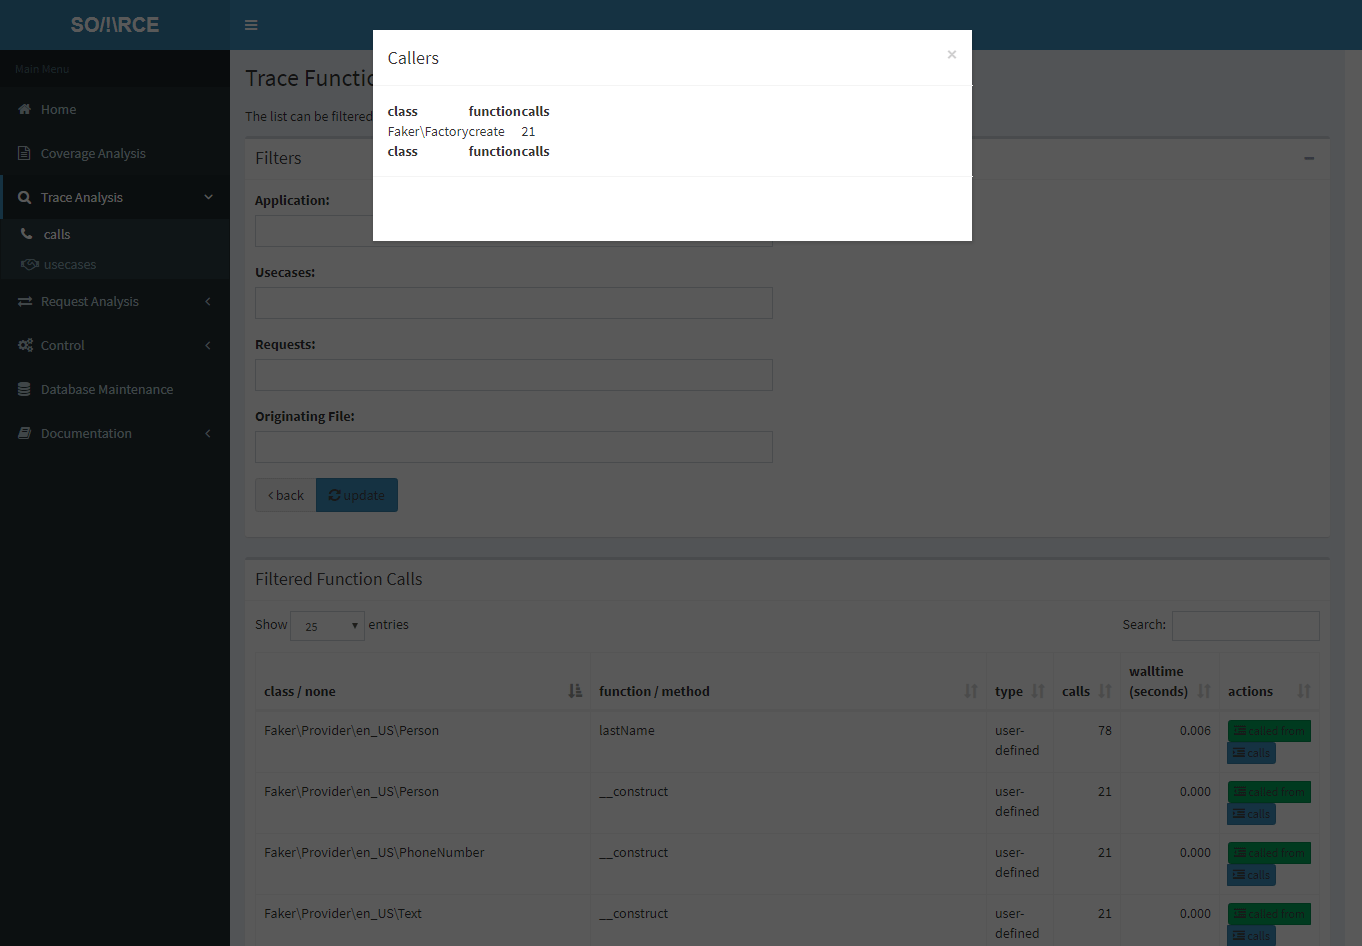 SO/!\RCE
Main Menu
Home
Coverage Analysis
Trace Analysis
calls
usecases
Request Analysis
Control
Database Maintenance
Documentation
Callers
×
class function calls
Faker\Factory create 21
class function calls
Trace Functio
The list can be filtered
Filters
Application:
Usecases:
Requests:
Originating File:
back update
Filtered Function Calls
Show 25 entries Search:
class / none function / method type calls walltime (seconds) actions
Faker\Provider\en_US\Person lastName user-defined 78 0.006 called from
calls
Faker\Provider\en_US\Person __construct user-defined 21 0.000 called from
calls
Faker\Provider\en_US\PhoneNumber __construct user-defined 21 0.000 called from
calls
Faker\Provider\en_US\Text __construct user-defined 21 0.000 called from
calls